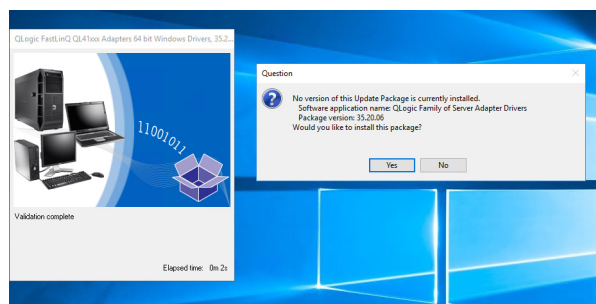 QLogic FastLinQ QL41xxx Adapters 64 bit Windows Drivers, 35.2...
11001011
Validation complete
Elapsed time: 0m 2s
Question
No version of this Update Package is currently installed.
Software application name: QLogic Family of Server Adapter Drivers
Package version: 35.20.06
Would you like to install this package?
Yes
No